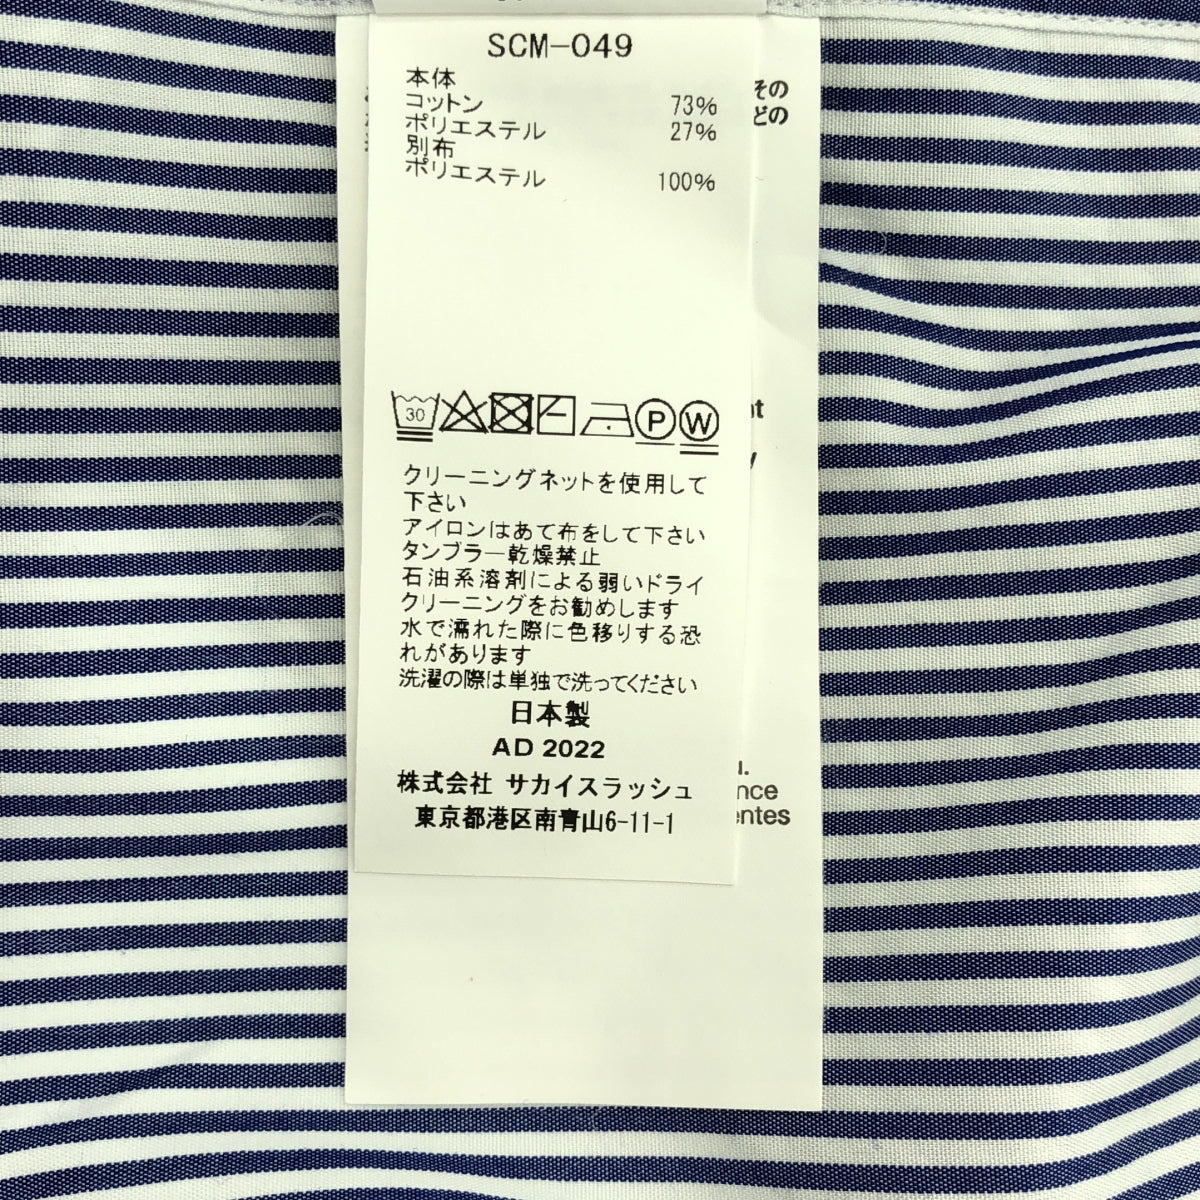 SCM-049
本体
コットン 73%
ポリエステル 27%
別布
ポリエステル 100%
その
どの
30
P W
nt
y
クリーニングネットを使用して
下さい
アイロンはあて布をして下さい
タンブラー乾燥禁止
石油系溶剤による弱いドライ
クリーニングをお勧めします
水で濡れた際に色移りする恐
れがあります
洗濯の際は単独で洗ってください
日本製
AD 2022
株式会社 サカイスラッシュ
東京都港区南青山6-11-1
u.
nce
entes